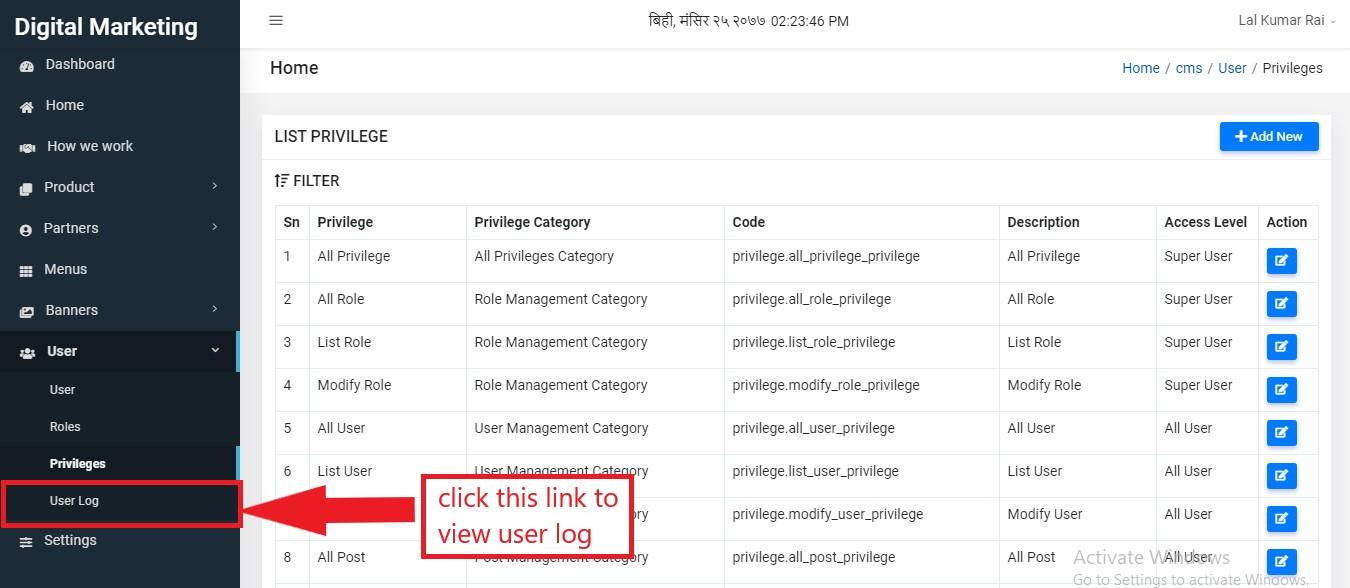 Digital Marketing
बिही, मंसिर २५ २०७७ 02:23:46 PM
Lal Kumar Rai
Dashboard
Home
How we work
Product
Partners
Menus
Banners
User
User
Roles
Privileges
User Log
Settings
Home
Home / cms / User / Privileges
LIST PRIVILEGE
Add New
FILTER
Sn Privilege Privilege Category Code Description Access Level Action
1 All Privilege All Privileges Category privilege.all_privilege_privilege All Privilege Super User
2 All Role Role Management Category privilege.all_role_privilege All Role Super User
3 List Role Role Management Category privilege.list_role_privilege List Role Super User
4 Modify Role Role Management Category privilege.modify_role_privilege Modify Role Super User
5 All User User Management Category privilege.all_user_privilege All User All User
6 List User User Management Category privilege.list_user_privilege List User All User
privilege.modify_user_privilege Modify User All User
8 All Post Post Management Category privilege.all_post_privilege All Post All User
click this link to
view user log
Activate Windows
Go to Settings to activate Windows.